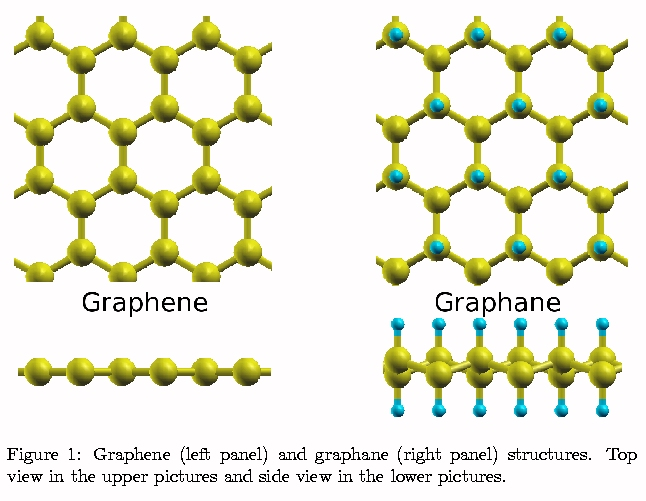 Graphene
Graphane
Figure 1: Graphene (left panel) and graphane (right panel) structures. Top
view in the upper pictures and side view in the lower pictures.